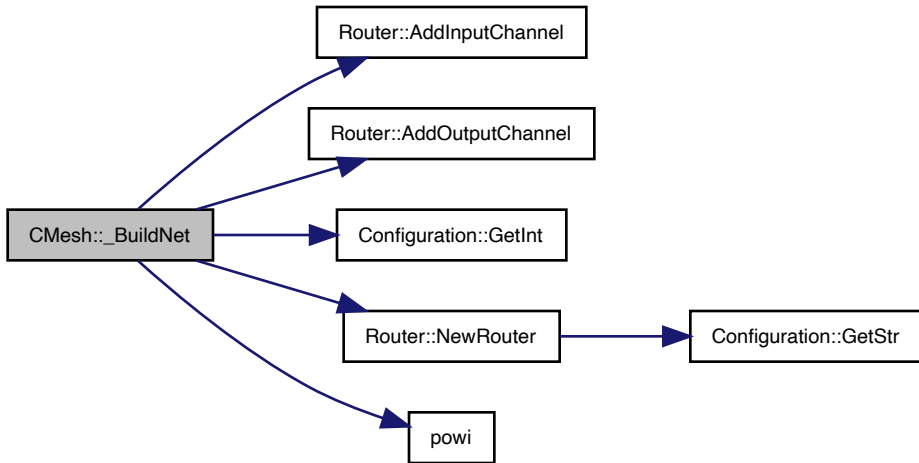 Router::AddInputChannel
Router::AddOutputChannel
CMesh::_BuildNet
Configuration::GetInt
Router::NewRouter
Configuration::GetStr
powi